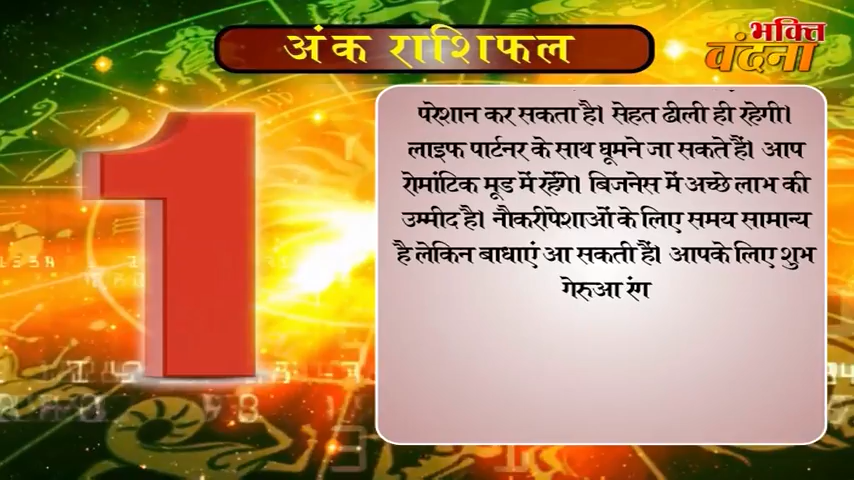 अंक राशिफल
भक्ति
वंदना
1
परेशान कर सकता है। सेहत ढीली ही रहेगी।
लाइफ पार्टनर के साथ घूमने जा सकते हैं। आप
रोमांटिक मूड में रहेंगे। बिजनेस में अच्छे लाभ की
उम्मीद है। नौकरीपेशाओं के लिए समय सामान्य
है लेकिन बाधाएं आ सकती हैं। आपके लिए शुभ
गेरुआ रंग